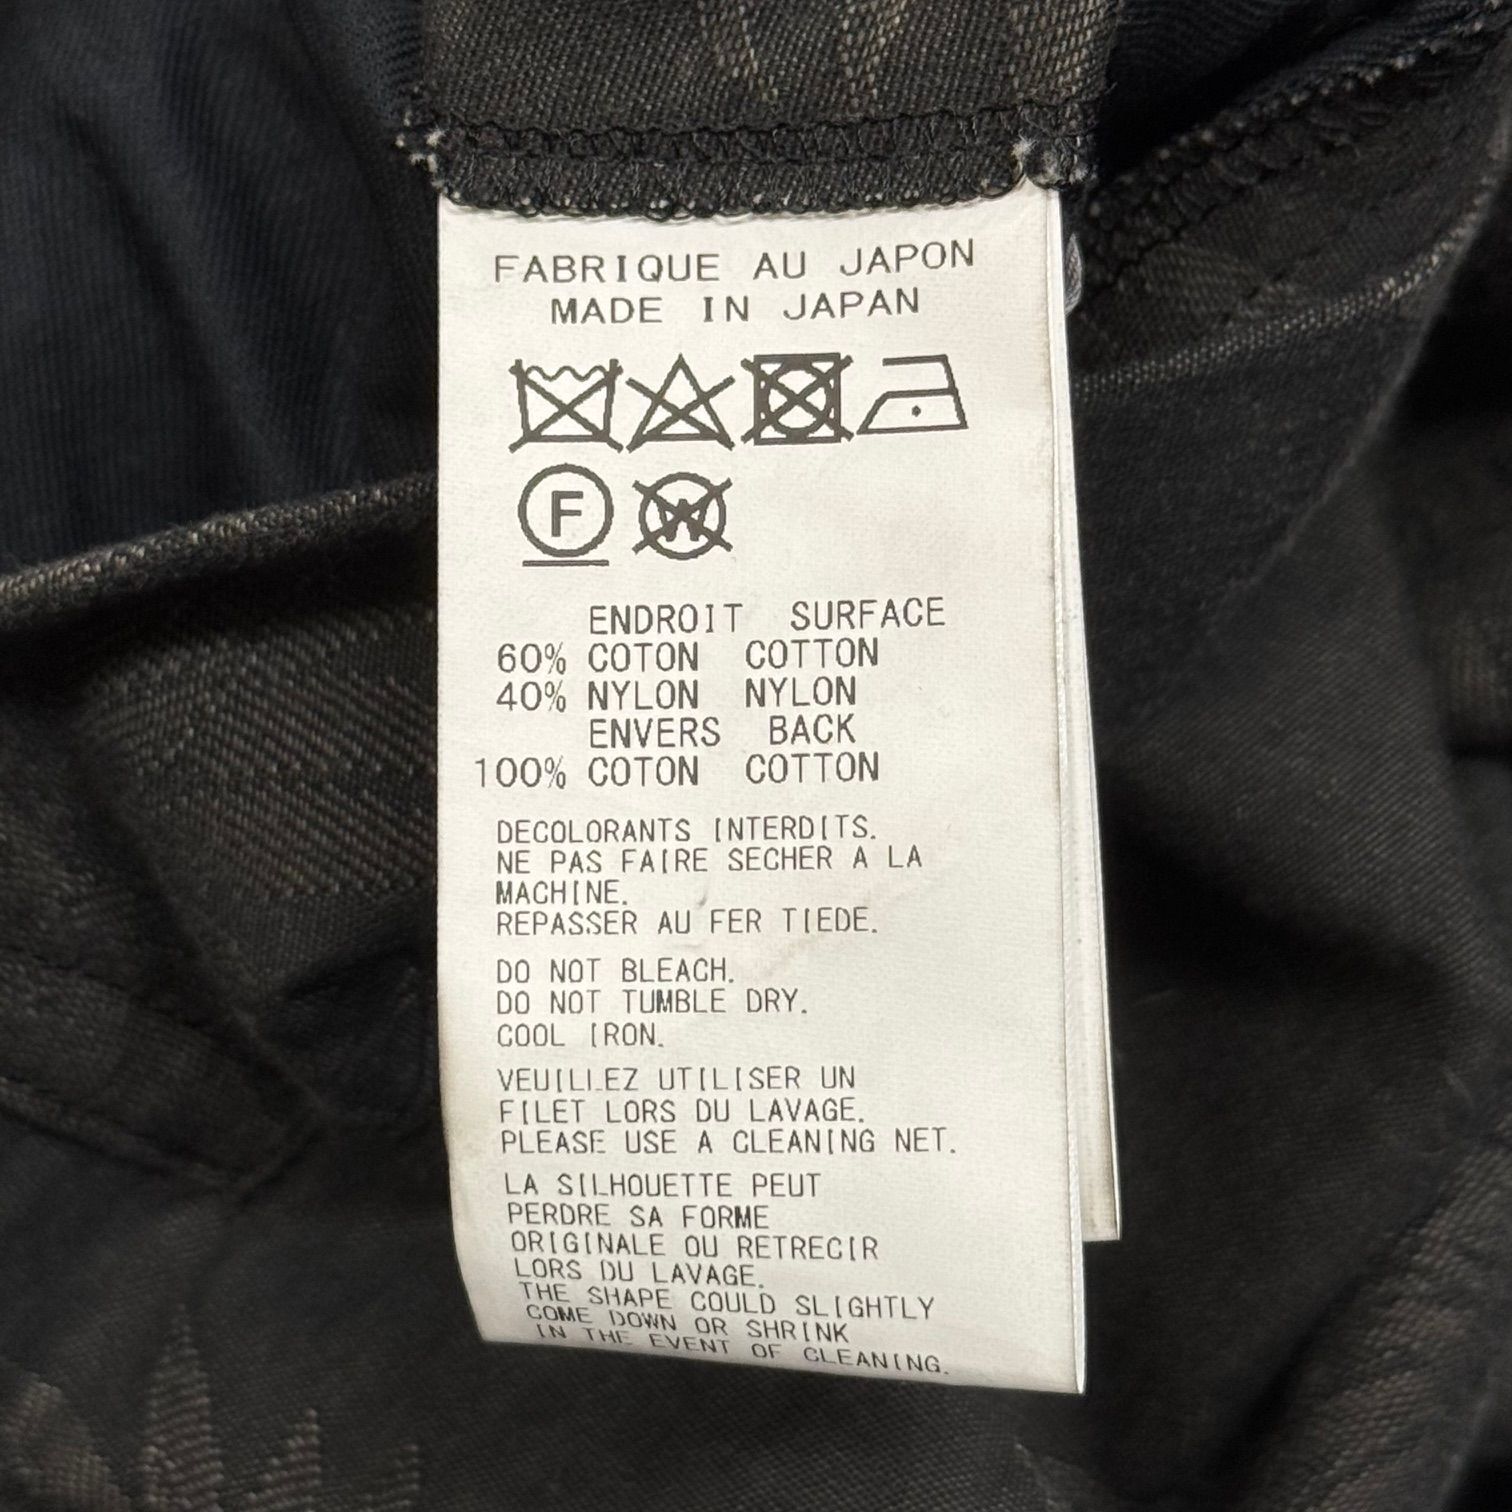 FABRIQUE AU JAPON
MADE IN JAPAN
F
W
ENDROIT SURFACE
60% COTON COTTON
40% NYLON NYLON
ENVERS BACK
100% COTON COTTON
DECOLORANTS INTERDITS.
NE PAS FAIRE SECHER A LA
MACHINE.
REPASSER AU FER TIEDE.
DO NOT BLEACH.
DO NOT TUMBLE DRY.
COOL IRON.
VEUILLEZ UTILISER UN
FILET LORS DU LAVAGE.
PLEASE USE A CLEANING NET.
LA SILHOUETTE PEUT
PERDRE SA FORME
ORIGINALE OU RETRECIR
LORS DU LAVAGE.
THE SHAPE COULD SLIGHTLY
COME DOWN OR SHRINK
IN THE EVENT OF CLEANING.